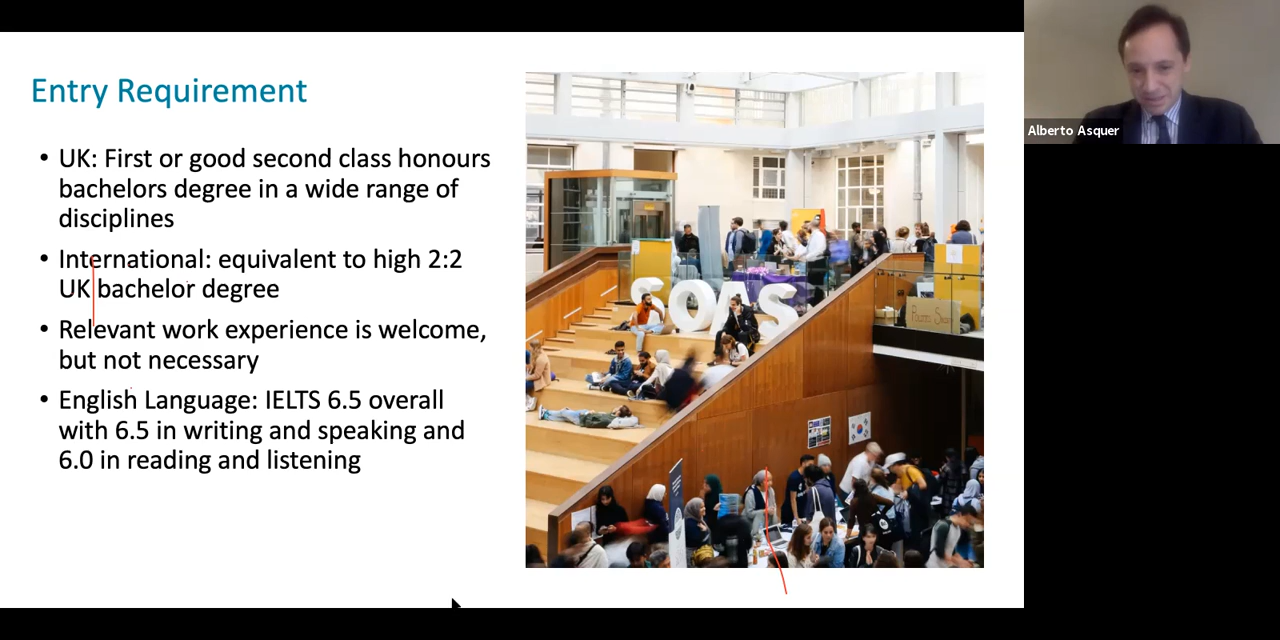 Entry Requirement
• UK: First or good second class honours
bachelors degree in a wide range of
disciplines
• International: equivalent to high 2:2
UK bachelor degree
• Relevant work experience is welcome,
but not necessary
• English Language: IELTS 6.5 overall
with 6.5 in writing and speaking and
6.0 in reading and listening
SOAS
Alberto Asquer